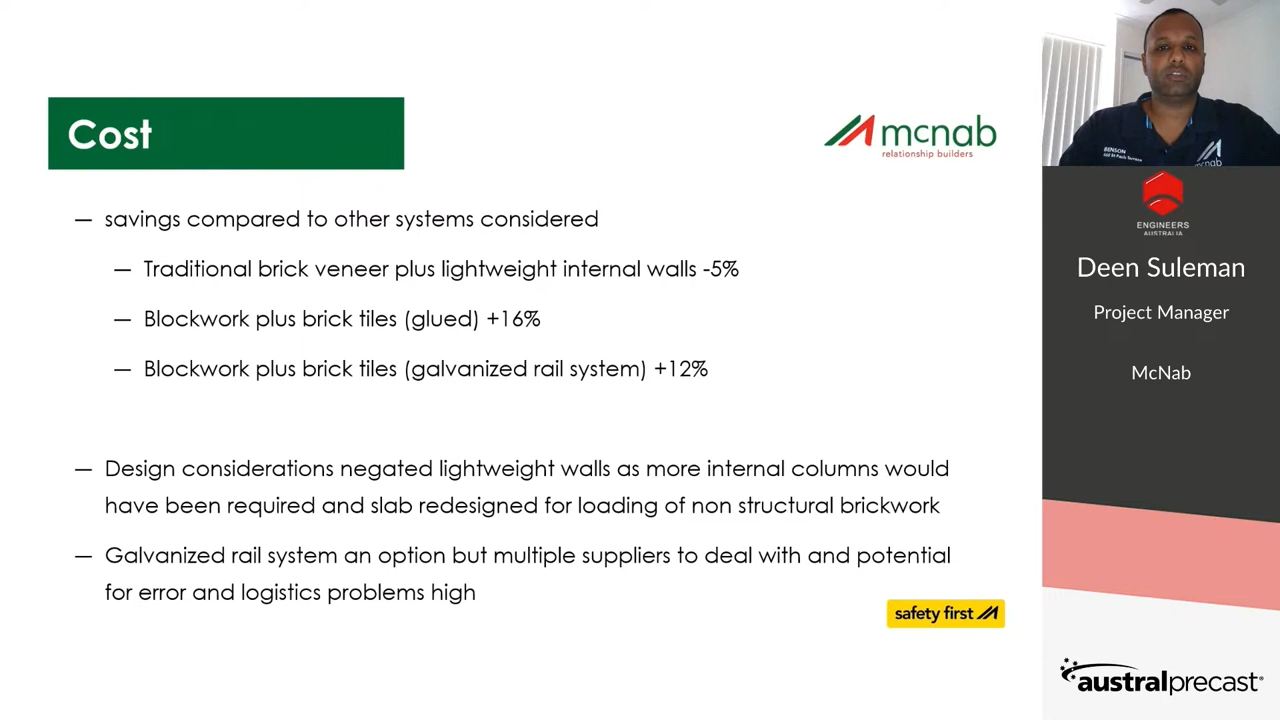 Cost
mcnab
relationship builders
— savings compared to other systems considered
— Traditional brick veneer plus lightweight internal walls -5%
— Blockwork plus brick tiles (glued) +16%
— Blockwork plus brick tiles (galvanized rail system) +12%
— Design considerations negated lightweight walls as more internal columns would
have been required and slab redesigned for loading of non structural brickwork
— Galvanized rail system an option but multiple suppliers to deal with and potential
for error and logistics problems high
safety first
BENSON
mcnab
ENGINEERS
AUSTRALIA
Deen Suleman
Project Manager
McNab
australprecast®